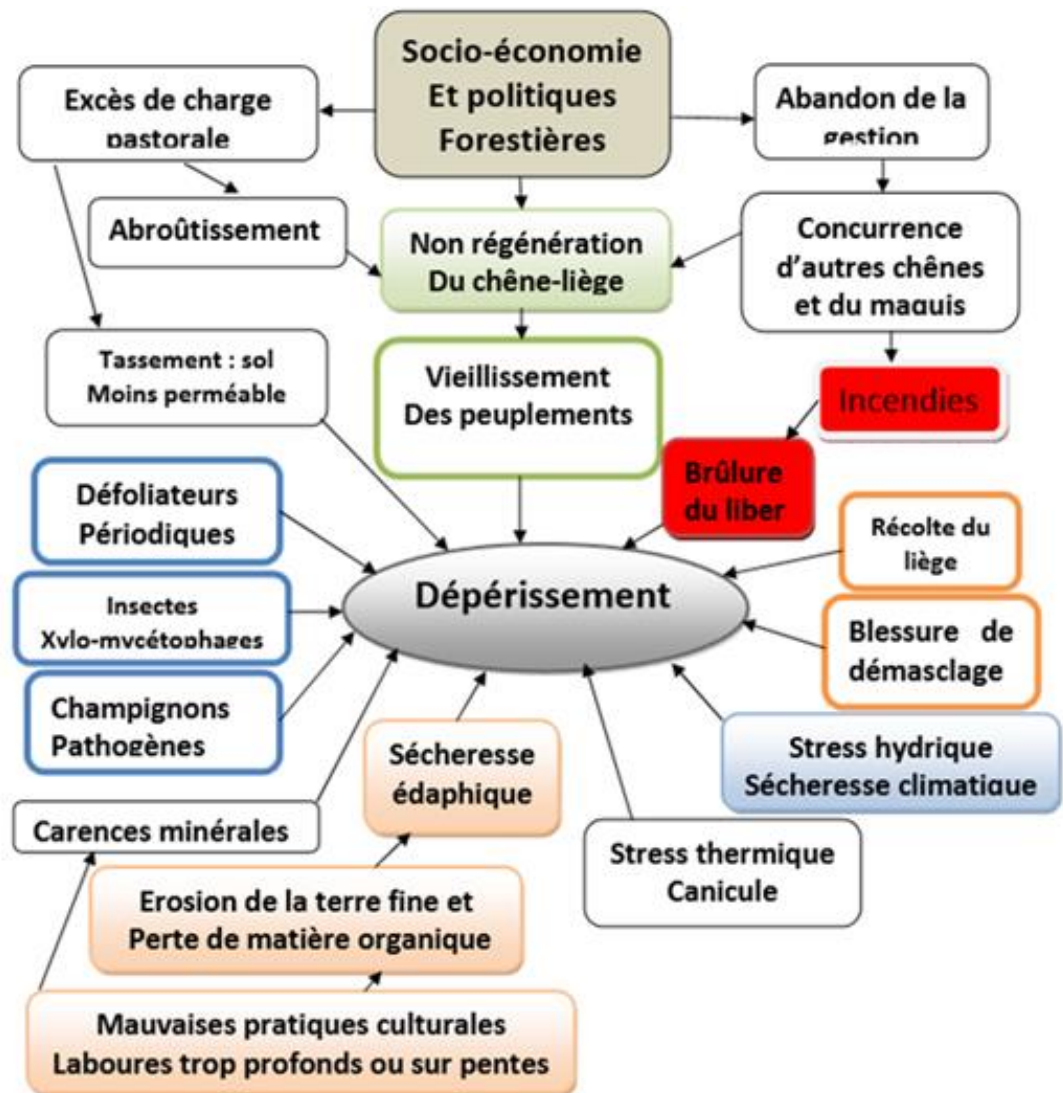 Socio-économie
Et politiques
Forestières
Excès de charge
pastorale
Abandon de la
gestion
Abroûtissement
Non régénération
Du chêne-liège
Concurrence
d'autres chênes
et du maquis
Tassement : sol
Moins perméable
Vieillissement
Des peuplements
Incendies
Brûlure
du liber
Défoliateurs
Périodiques
Récolte du
liège
Dépérissement
Insectes
Xylo-mycétophages
Blessure de
démasclage
Champignons
Pathogènes
Sécheresse
édaphique
Stress hydrique
Sécheresse climatique
Carences minérales
Stress thermique
Canicule
Erosion de la terre fine et
Perte de matière organique
Mauvaises pratiques culturales
Laboures trop profonds ou sur pentes